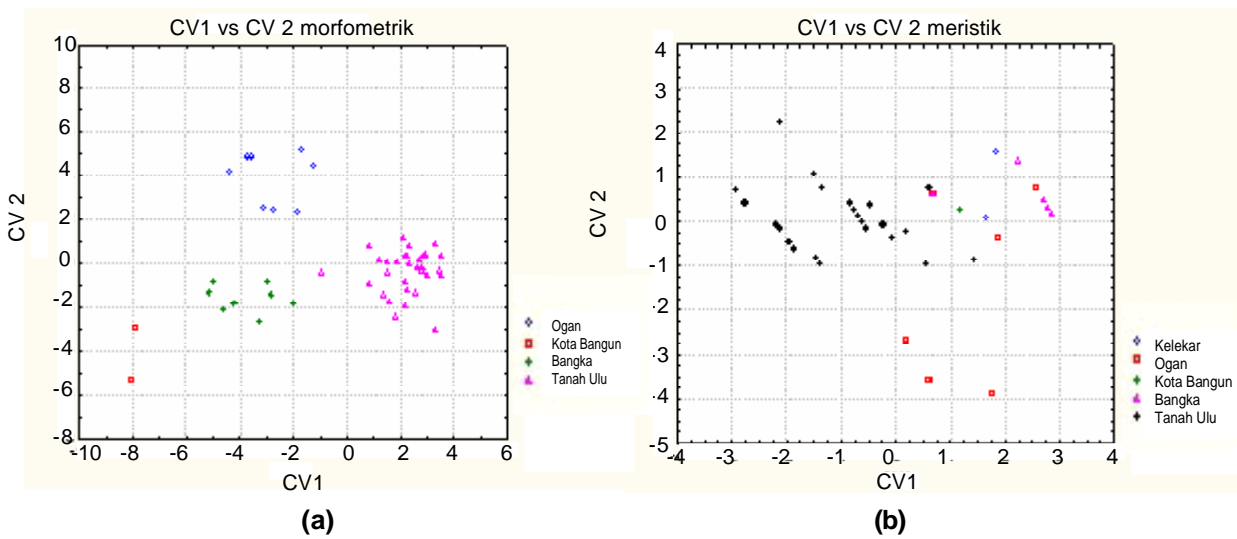 CV1 vs CV 2 morfometrik
10
8
6
4
2
0
-2
-4
-6
-8
CV 2
-10 -8 -6 -4 -2 0 2 4 6
CV1
Ogan
Kota Bangun
Bangka
Tanah Ulu
(a)
CV1 vs CV 2 meristik
4
3
2
1
0
-1
-2
-3
-4
-5
CV 2
-4 -3 -2 -1 0 1 2 3 4
CV1
Kelekar
Ogan
Kota Bangun
Bangka
Tanah Ulu
(b)